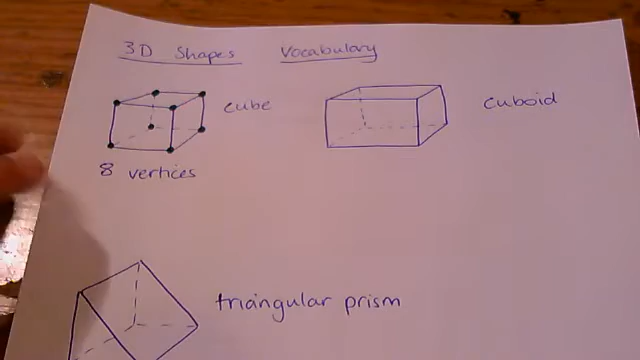 3D Shapes Vocabulary
cube
cuboid
8 vertices
triangular prism